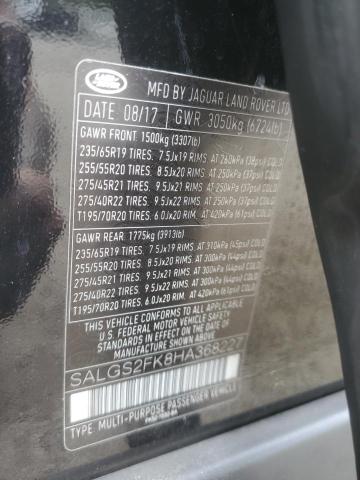 LAND ROVER
MFD BY JAGUAR LAND ROVER LTD
DATE 08/17 GWR 3050kg (6724lb)
GAWR FRONT 1500kg (3307lb)
235/65R19 TIRES. 7.5Jx19 RIMS AT 260kPa (38psi) COLD
255/55R20 TIRES. 8.5Jx20 RIMS AT 250kPa (37psi) COLD
275/45R21 TIRES. 9.5Jx21 RIMS AT 250kPa (37psi) COLD
275/40R22 TIRES. 9.5Jx22 RIMS AT 250kPa (37psi) COLD
T195/70R20 TIRES. 6.0Jx20 RIM AT 420kPa (61psi) COLD
GAWR REAR 1775kg (3913lb)
235/65R19 TIRES. 7.5Jx19 RIMS AT 310kPa (45psi) COLD
255/55R20 TIRES. 8.5Jx20 RIMS AT 300kPa (44psi) COLD
275/45R21 TIRES. 9.5Jx21 RIMS AT 300kPa (44psi) COLD
275/40R22 TIRES. 9.5Jx22 RIMS AT 300kPa (44psi) COLD
T195/70R20 TIRES. 6.0Jx20 RIM AT 420kPa (61psi) COLD
THIS VEHICLE CONFORMS TO ALL APPLICABLE
U.S. FEDERAL MOTOR VEHICLE SAFETY AND
THEFT PREVENTION STANDARDS IN EFFECT ON THE DATE
OF MANUFACTURE SHOWN ABOVE.
SALGS2FK8HA368227
TYPE: MULTI-PURPOSE PASSENGER VEHICLE